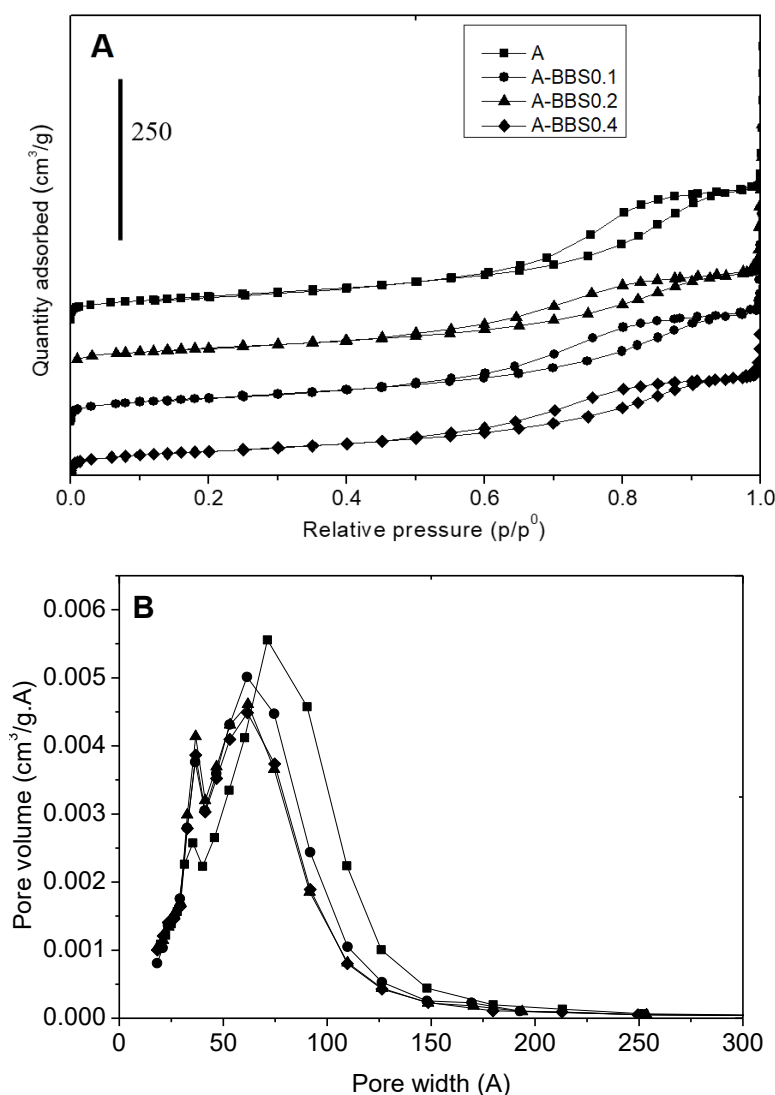 A
250
A
A-BBS0.1
A-BBS0.2
A-BBS0.4
Quantity adsorbed (cm³/g)
0.0 0.2 0.4 0.6 0.8 1.0
Relative pressure (p/p⁰)
B
0.006
0.005
0.004
0.003
0.002
0.001
0.000
Pore volume (cm³/g.A)
0 50 100 150 200 250 300
Pore width (A)